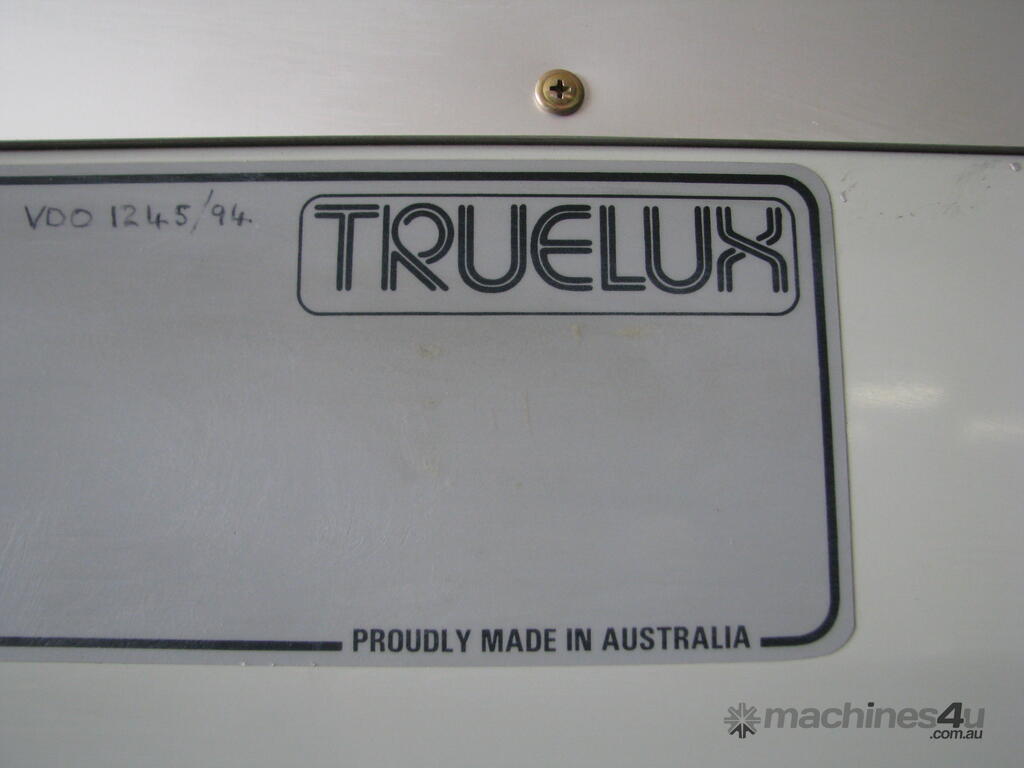 VDO 1245/94.
TRUELUX
PROUDLY MADE IN AUSTRALIA
machines4u
.com.au